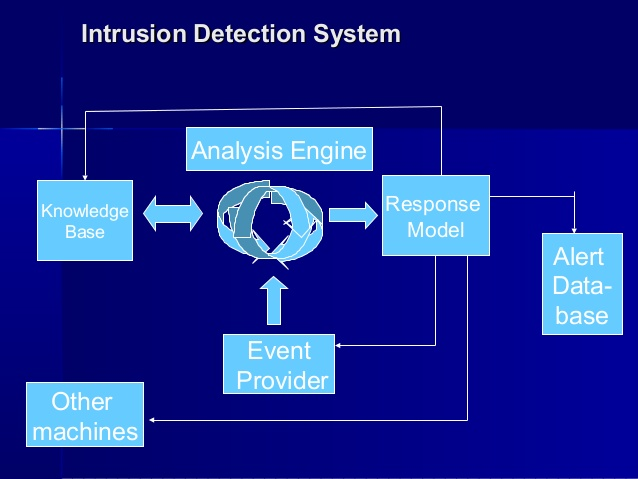 Intrusion Detection System
Analysis Engine
Knowledge
Base
Response
Model
Alert
Data-
base
Event
Provider
Other
machines